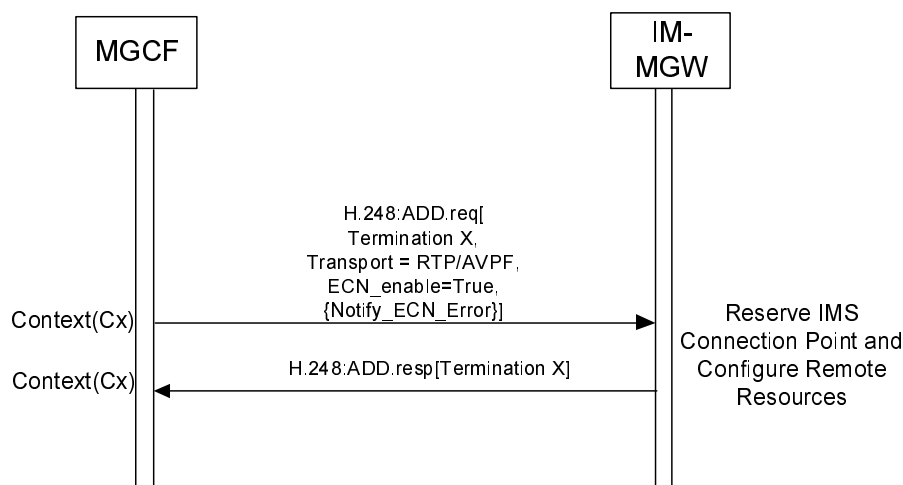 MGCF
IM-
MGW
H.248:ADD.req[
Termination X,
Transport = RTP/AVPF,
ECN_enable=True,
{Notify_ECN_Error}]
Context(Cx)
Reserve IMS
Connection Point and
Configure Remote
Resources
H.248:ADD.resp[Termination X]
Context(Cx)